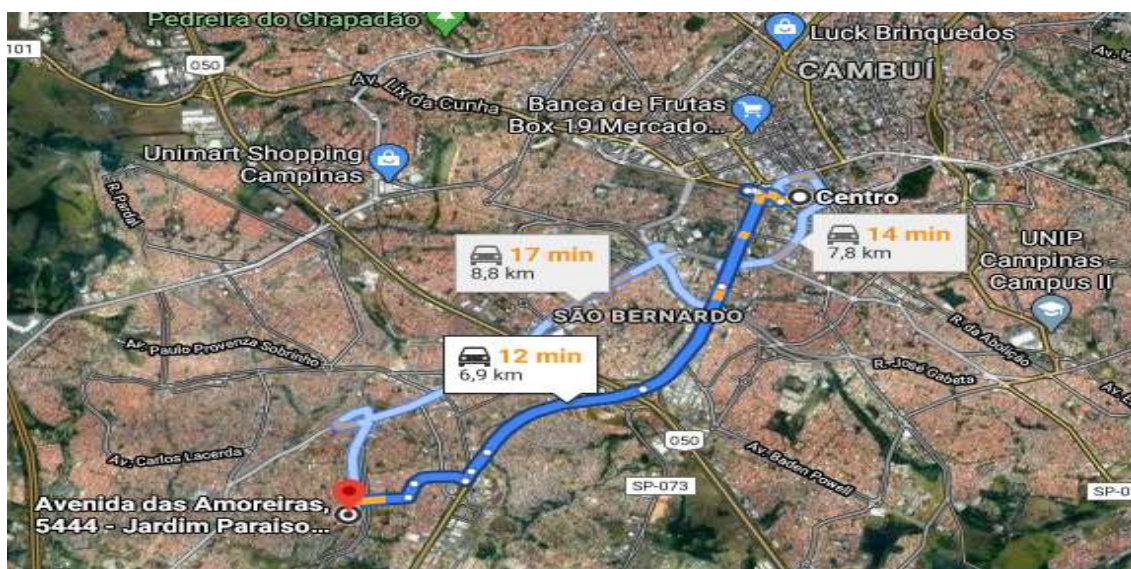 Pedreira do Chapadão
101
050
Luck Brinquedos
CAMBUÍ
Av. Lix da Cunha
Banca de Frutas
Box 19 Mercado...
Unimart Shopping
Campinas
R. Pardal
Centro
14 min
7,8 km
17 min
8,8 km
UNIP
Campinas -
Campus II
SÃO BERNARDO
R. da Abolição
Av. Paulo Provenza Sobrinho
12 min
6,9 km
R. José Gabeta
Av. Carlos Lacerda
050
Av. Baden Powell
SP-073
SP-0
Avenida das Amoreiras,
5444 - Jardim Paraiso...